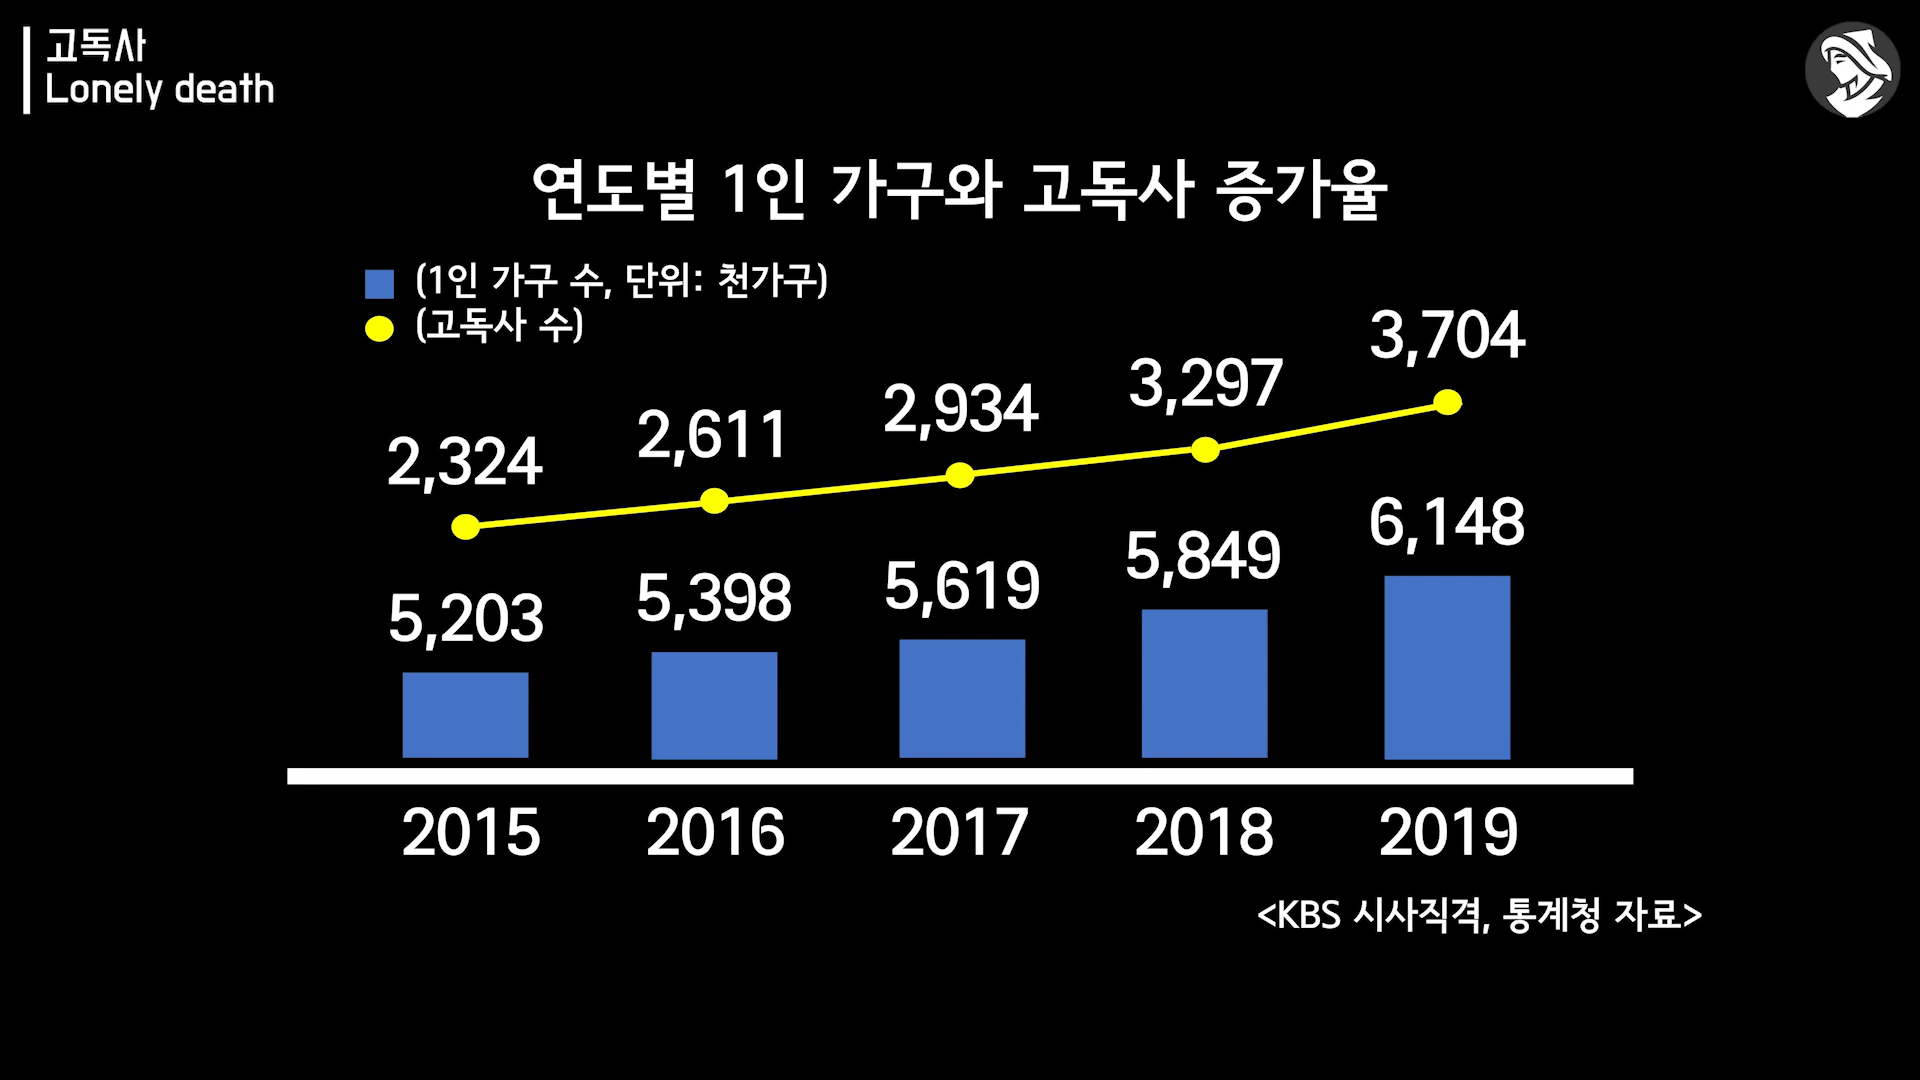 고독사
Lonely death
연도별 1인 가구와 고독사 증가율
(1인 가구 수, 단위: 천가구)
(고독사 수)
2,324 2,611 2,934 3,297 3,704
5,203 5,398 5,619 5,849 6,148
2015 2016 2017 2018 2019
<KBS 시사직격, 통계청 자료>